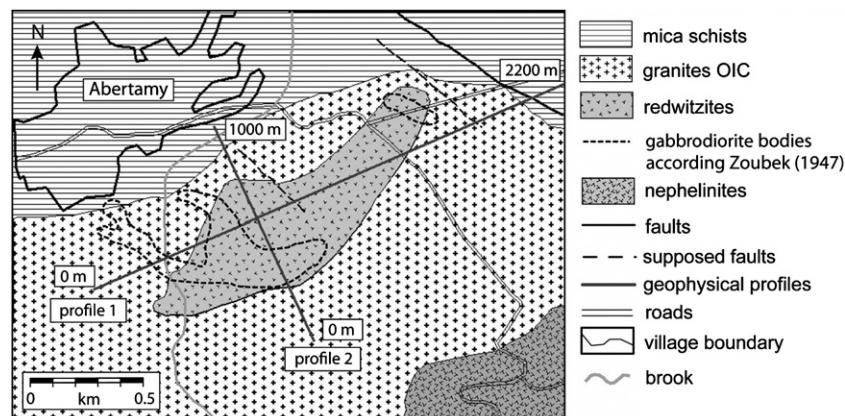 N
Abertamy
1000 m
2200 m
0 m
profile 1
0 m
profile 2
0 km 0.5
mica schists
granites OIC
redwitzites
gabbrodiorite bodies
according Zoubek (1947)
nephelinites
faults
supposed faults
geophysical profiles
roads
village boundary
brook